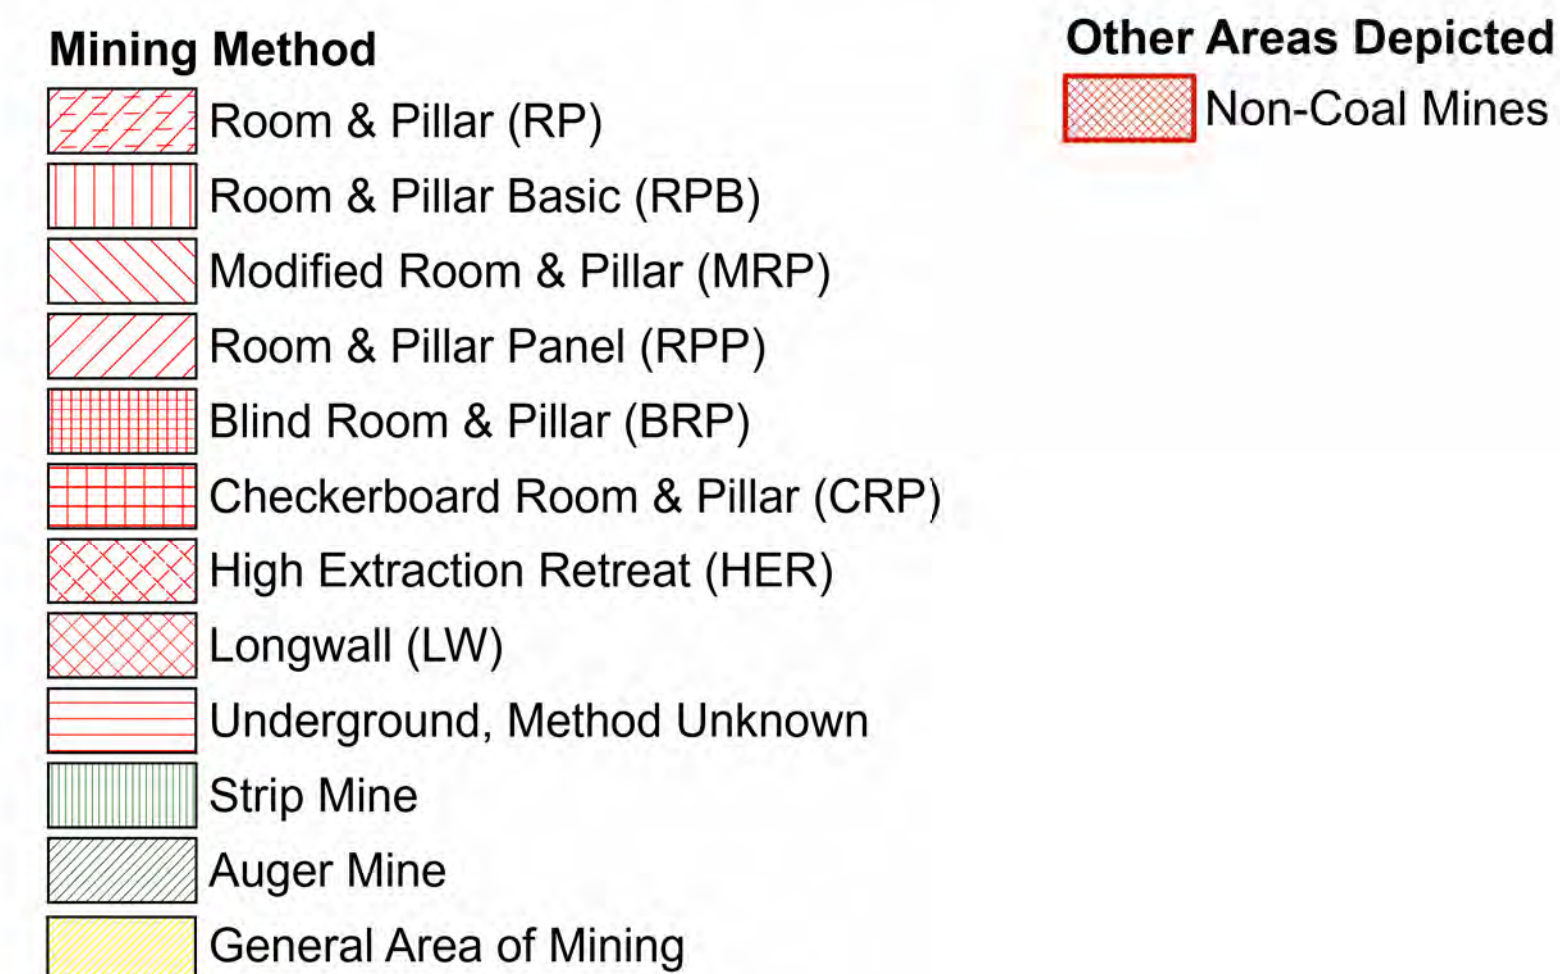 Mining Method
Room & Pillar (RP)
Room & Pillar Basic (RPB)
Modified Room & Pillar (MRP)
Room & Pillar Panel (RPP)
Blind Room & Pillar (BRP)
Checkerboard Room & Pillar (CRP)
High Extraction Retreat (HER)
Longwall (LW)
Underground, Method Unknown
Strip Mine
Auger Mine
General Area of Mining
Other Areas Depicted
Non-Coal Mines